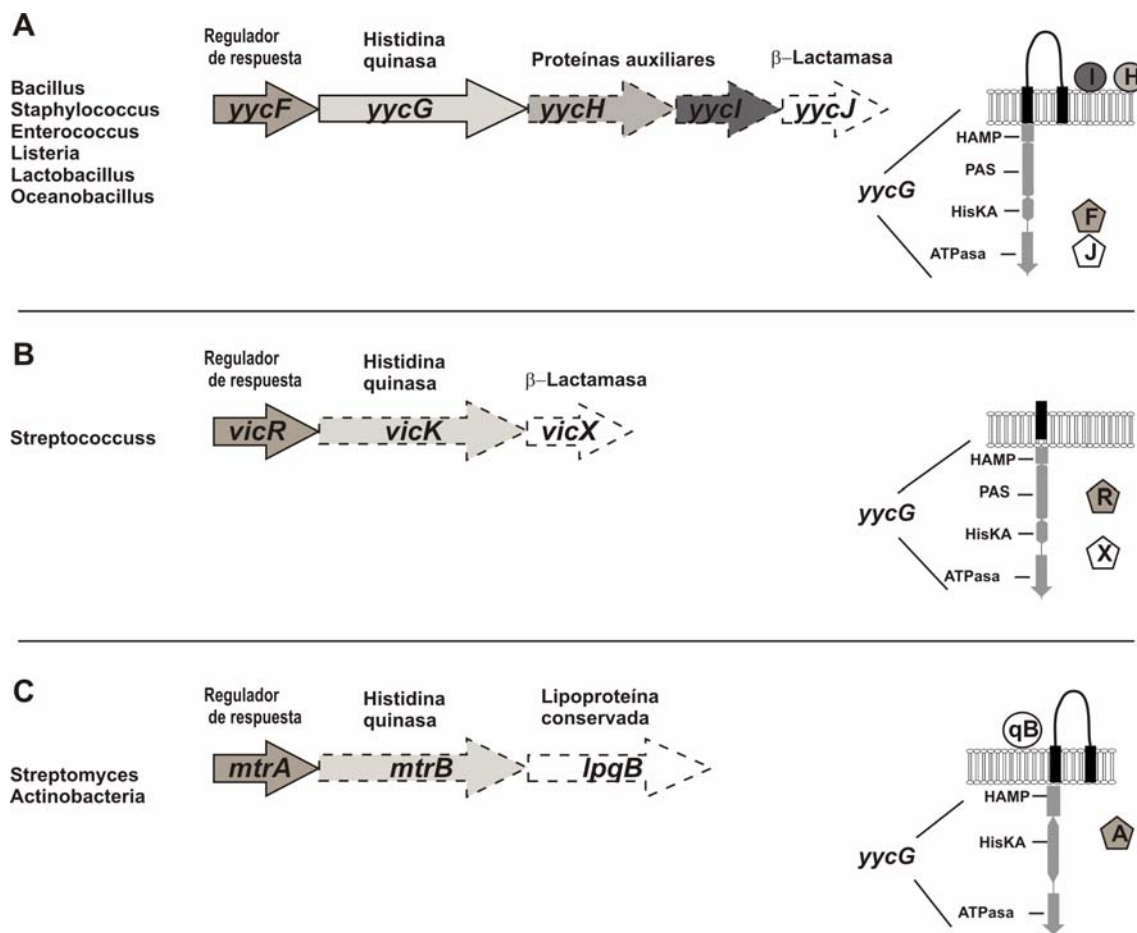 A
Regulador
de respuesta
Histidina
quinasa
Proteínas auxiliares
β-Lactamasa
Bacillus
Staphylococcus
Enterococcus
Listeria
Lactobacillus
Oceanobacillus
yycF
yycG
yycH
yycI
yycJ
I
H
HAMP
PAS
yycG
HisKA
F
ATPasa
J
B
Regulador
de respuesta
Histidina
quinasa
β-Lactamasa
Streptococcuss
vicR
vicK
vicX
HAMP
PAS
R
yycG
HisKA
X
ATPasa
C
Regulador
de respuesta
Histidina
quinasa
Lipoproteína
conservada
Streptomyces
Actinobacteria
mtrA
mtrB
lpqB
qB
HAMP
A
HisKA
yycG
ATPasa